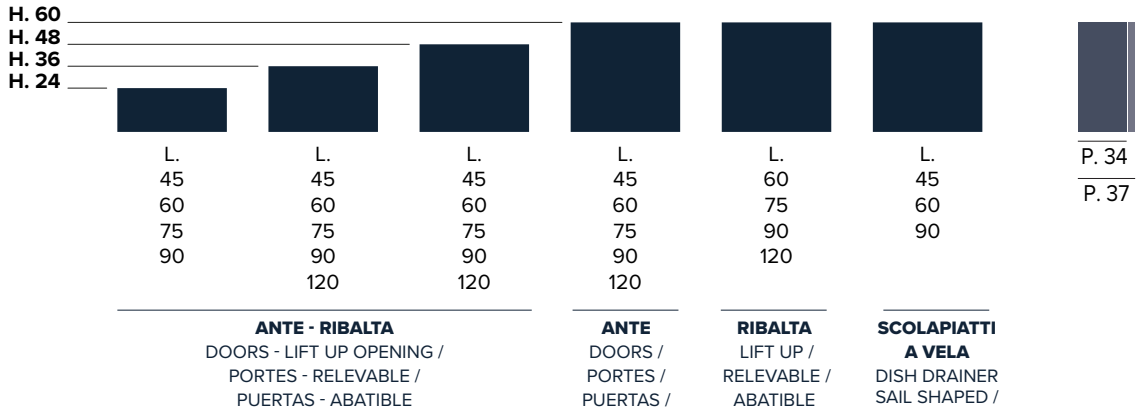 H. 60
H. 48
H. 36
H. 24
L.
45
60
75
90
L.
45
60
75
90
120
L.
45
60
75
90
120
L.
45
60
75
90
120
L.
60
75
90
120
L.
45
60
90
P. 34
P. 37
ANTE - RIBALTA
DOORS - LIFT UP OPENING /
PORTES - RELEVABLE /
PUERTAS - ABATIBLE
ANTE
DOORS /
PORTES /
PUERTAS /
RIBALTA
LIFT UP /
RELEVABLE /
ABATIBLE
SCOLAPIATTI
A VELA
DISH DRAINER
SAIL SHAPED /